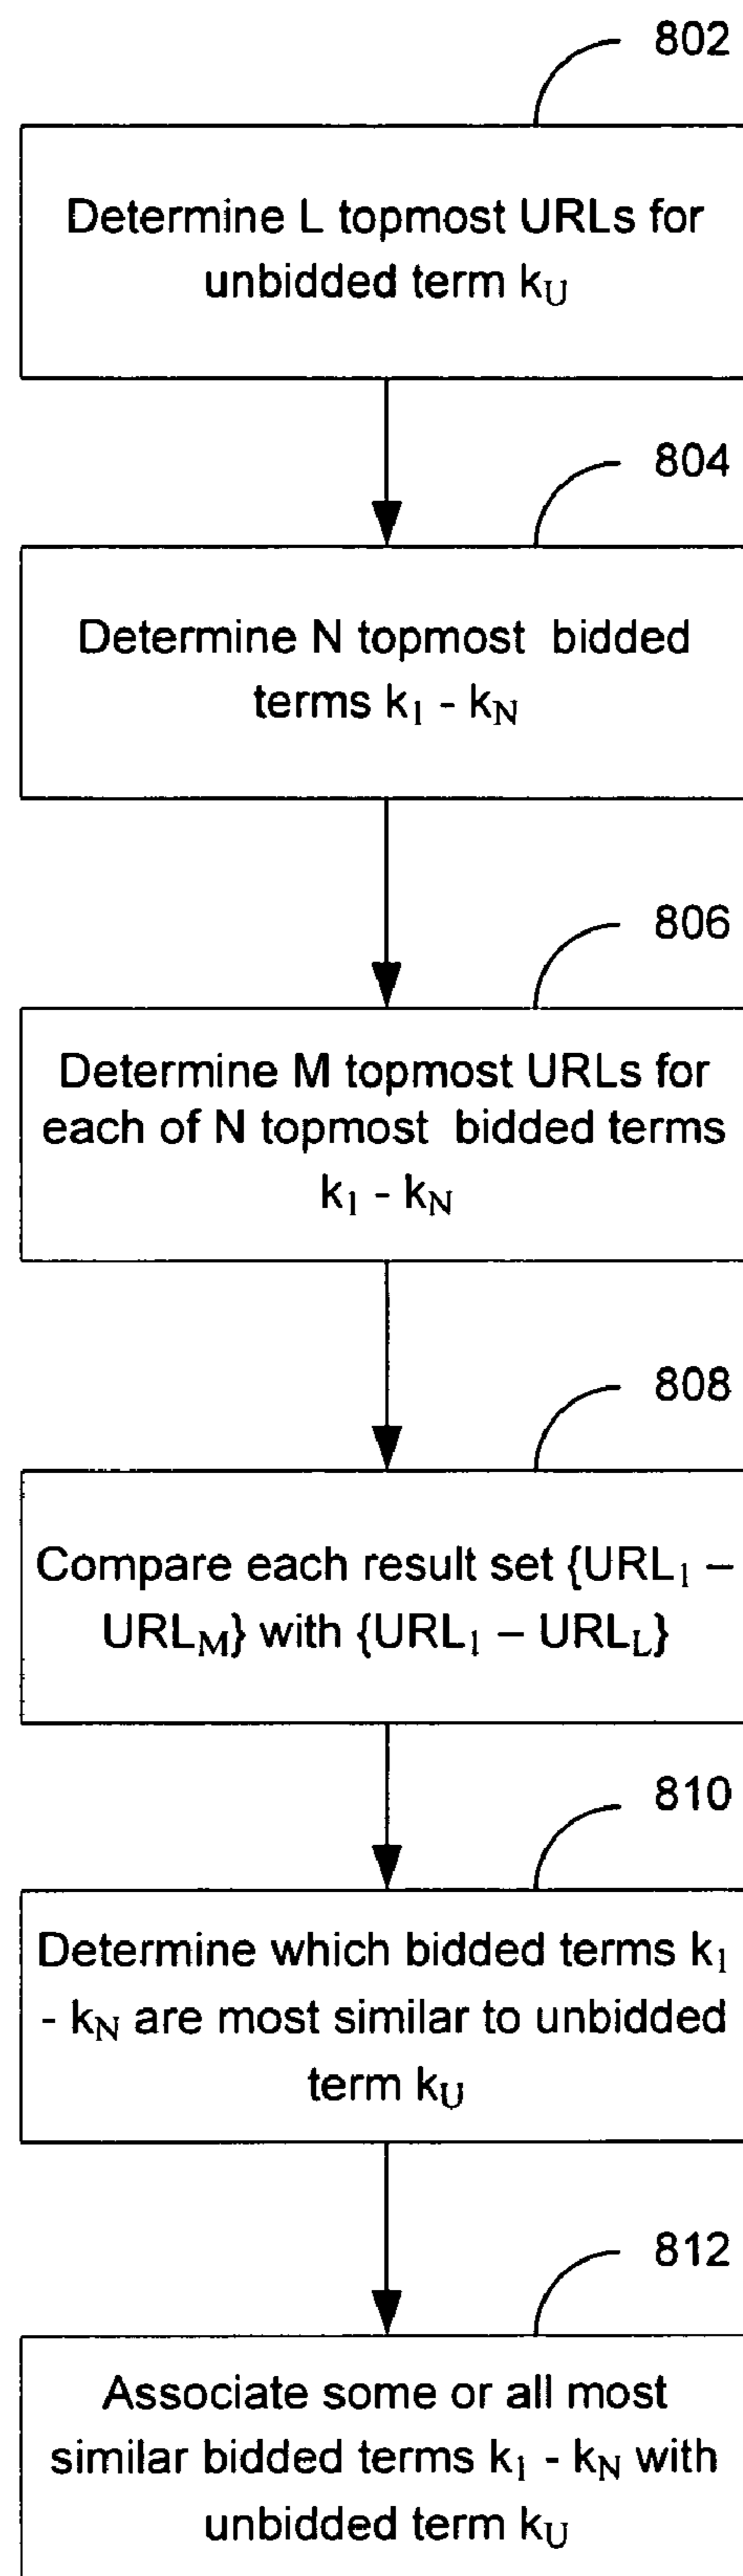 802
Determine L topmost URLs for
unbidded term kU
804
Determine N topmost bidded
terms k1 - kN
806
Determine M topmost URLs for
each of N topmost bidded terms
k1 - kN
808
Compare each result set {URL1 –
URLM} with {URL1 – URLL}
810
Determine which bidded terms k1
- kN are most similar to unbidded
term kU
812
Associate some or all most
similar bidded terms k1 - kN with
unbidded term kU